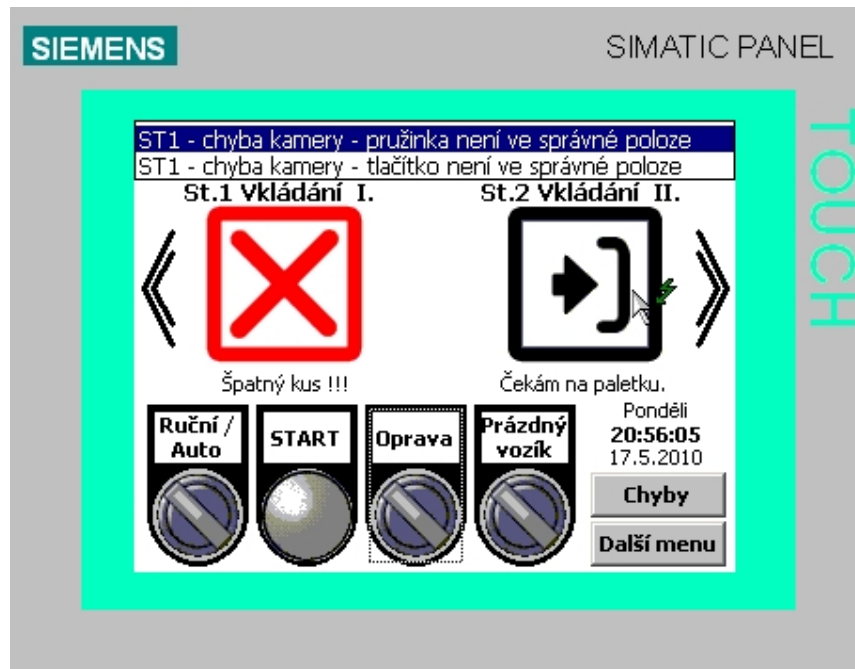 SIEMENS
SIMATIC PANEL
TOUCH
ST1 - chyba kamery - pružinka není ve správné poloze
ST1 - chyba kamery - tlačítko není ve správné poloze
St.1 Vkládání I.
St.2 Vkládání II.
Špatný kus !!!
Čekám na paletku.
Ruční /
Auto
START
Oprava
Prázdný
vozík
Pondělí
20:56:05
17.5.2010
Chyby
Další menu